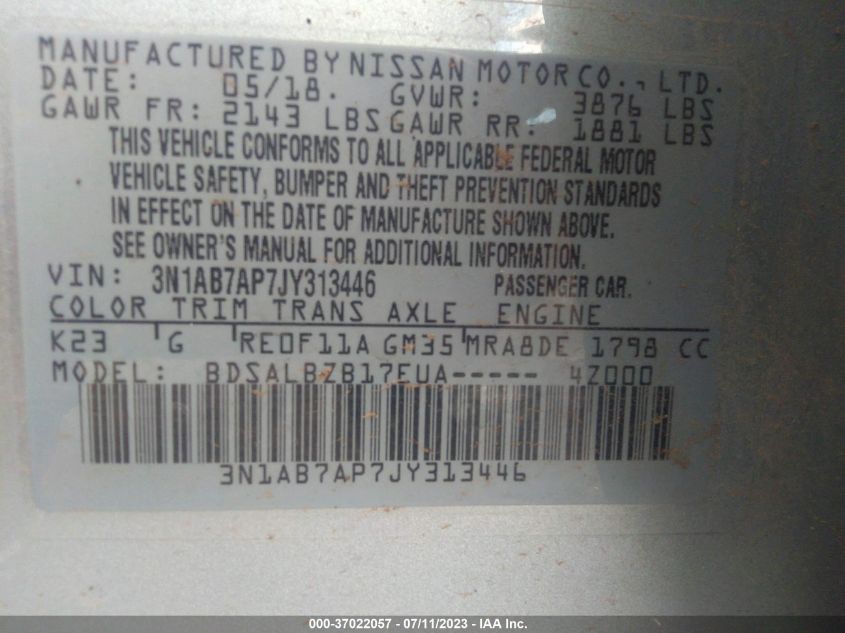 MANUFACTURED BY NISSAN MOTOR CO., LTD.
DATE: 05/18. GVWR: 3876 LBS
GAWR FR: 2143 LBS GAWR RR: 1881 LBS
THIS VEHICLE CONFORMS TO ALL APPLICABLE FEDERAL MOTOR
VEHICLE SAFETY, BUMPER AND THEFT PREVENTION STANDARDS
IN EFFECT ON THE DATE OF MANUFACTURE SHOWN ABOVE.
SEE OWNER'S MANUAL FOR ADDITIONAL INFORMATION.
VIN: 3N1AB7AP7JY313446 PASSENGER CAR.
COLOR TRIM TRANS AXLE ENGINE
K23 G RE0F11A GM35 MRA8DE 1798 CC
MODEL: BDSALBZB17EUA----- 4Z000
3N1AB7AP7JY313446
000-37022057 - 07/11/2023 - IAA Inc.